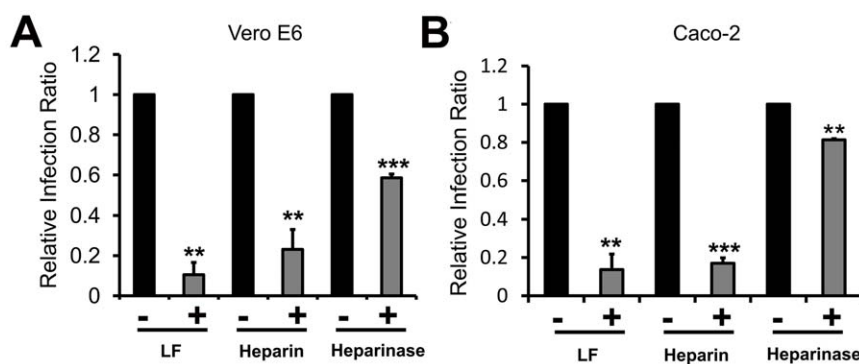 A
Vero E6
Relative Infection Ratio
1.2
1
0.8
0.6
0.4
0.2
0
**
**
***
- + - + - +
LF Heparin Heparinase
B
Caco-2
Relative Infection Ratio
1.2
1
0.8
0.6
0.4
0.2
0
**
***
**
- + - + - +
LF Heparin Heparinase